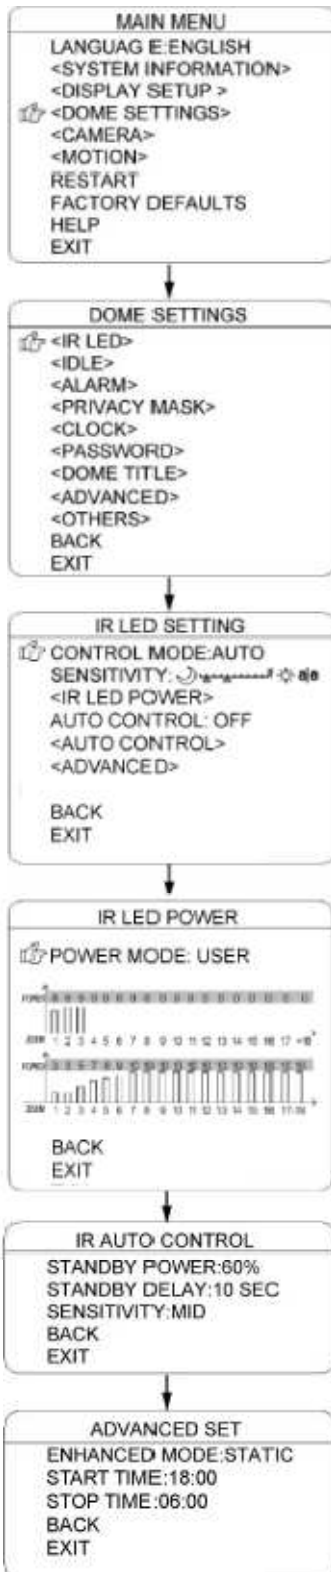 MAIN MENU
LANGUAG E:ENGLISH
<SYSTEM INFORMATION>
<DISPLAY SETUP >
<DOME SETTINGS>
<CAMERA>
<MOTION>
RESTART
FACTORY DEFAULTS
HELP
EXIT
DOME SETTINGS
<IR LED>
<IDLE>
<ALARM>
<PRIVACY MASK>
<CLOCK>
<PASSWORD>
<DOME TITLE>
<ADVANCED>
<OTHERS>
BACK
EXIT
IR LED SETTING
CONTROL MODE:AUTO
SENSITIVITY:
<IR LED POWER>
AUTO CONTROL: OFF
<AUTO CONTROL>
<ADVANCED>
BACK
EXIT
IR LED POWER
POWER MODE: USER
POWER
ZOOM 1 2 3 4 5 6 7 8 9 10 11 12 13 14 15 16 17
POWER
ZOOM 1 2 3 4 5 6 7 8 9 10 11 12 13 14 15 16 17
BACK
EXIT
IR AUTO CONTROL
STANDBY POWER:60%
STANDBY DELAY:10 SEC
SENSITIVITY:MID
BACK
EXIT
ADVANCED SET
ENHANCED MODE:STATIC
START TIME:18:00
STOP TIME:06:00
BACK
EXIT